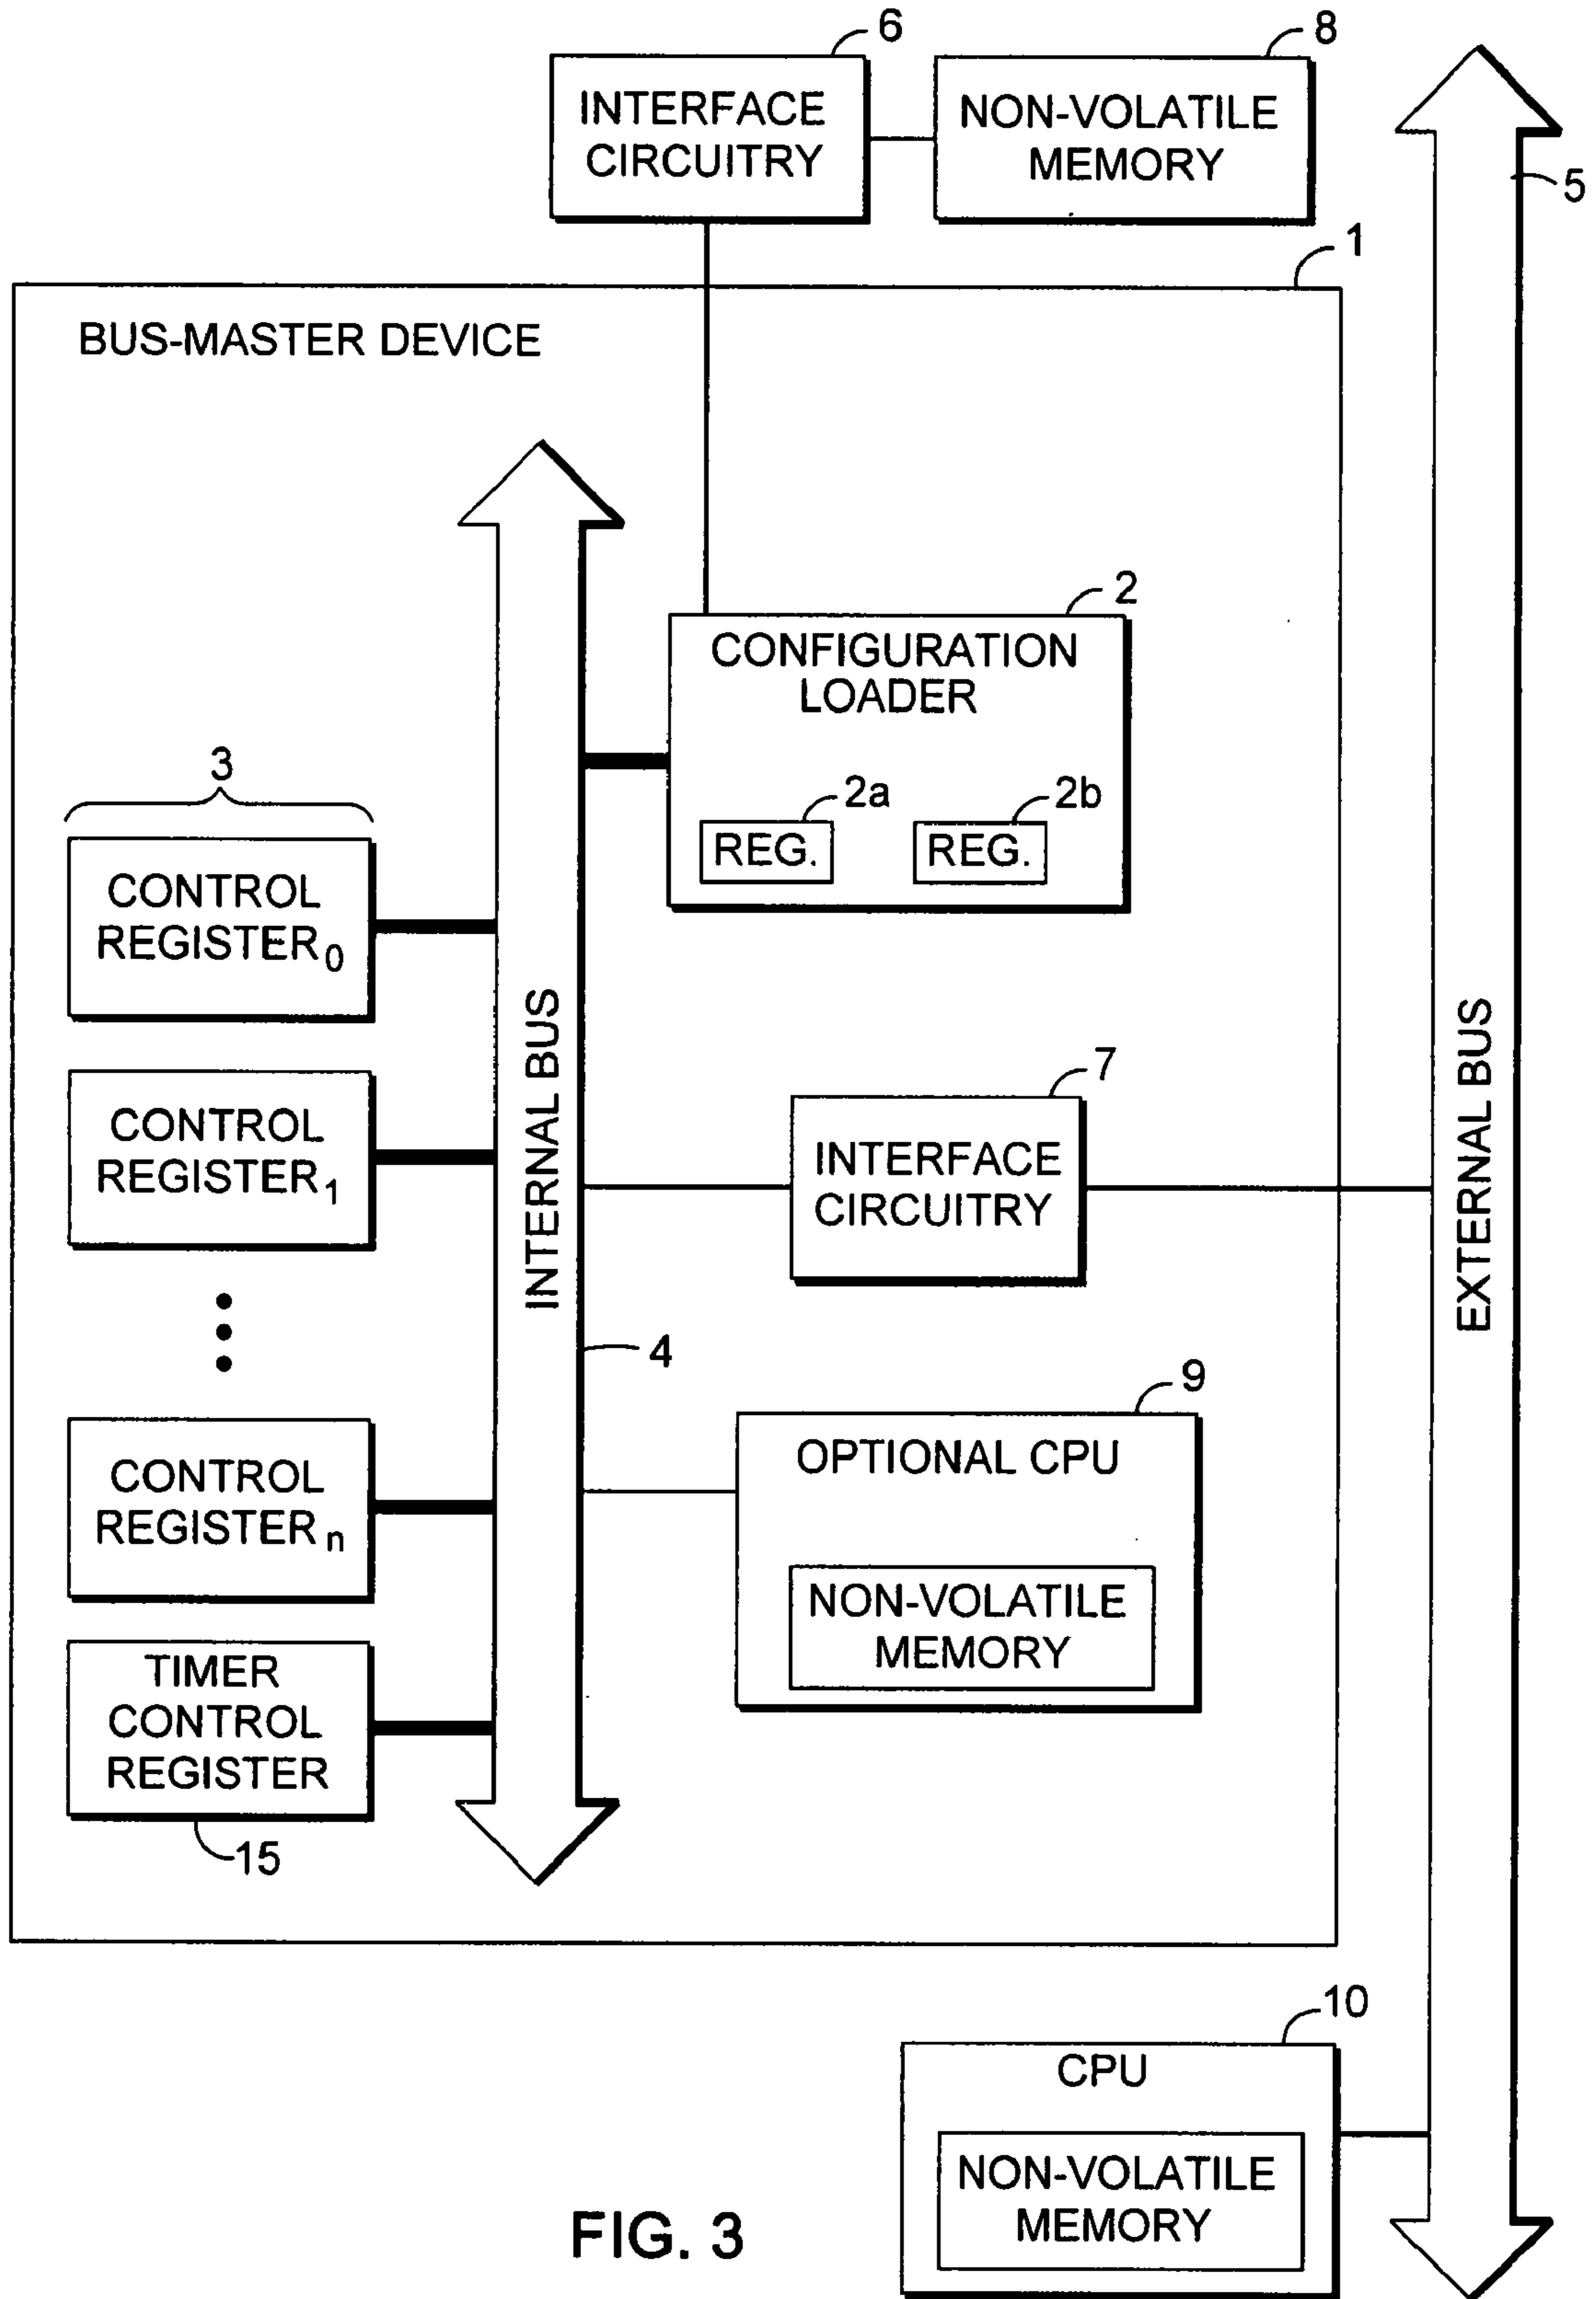 6
8
INTERFACE
CIRCUITRY
NON-VOLATILE
MEMORY
5
1
BUS-MASTER DEVICE
2
CONFIGURATION
LOADER
2a
2b
REG.
REG.
3
CONTROL
REGISTER0
CONTROL
REGISTER1
INTERNAL BUS
7
INTERFACE
CIRCUITRY
EXTERNAL BUS
4
9
OPTIONAL CPU
NON-VOLATILE
MEMORY
CONTROL
REGISTERn
TIMER
CONTROL
REGISTER
15
10
CPU
NON-VOLATILE
MEMORY
FIG. 3